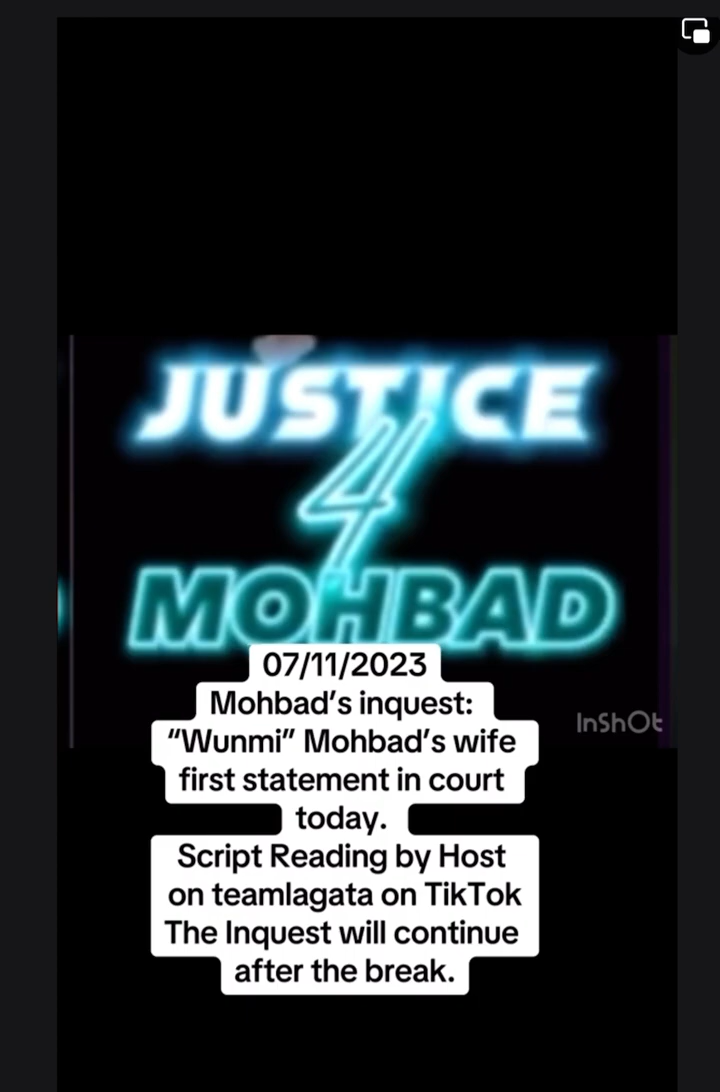 JUSTICE
4
MOHBAD
07/11/2023
Mohbad’s inquest:
“Wunmi” Mohbad’s wife
first statement in court
today.
Script Reading by Host
on teamlagata on TikTok
The Inquest will continue
after the break.
InShOt